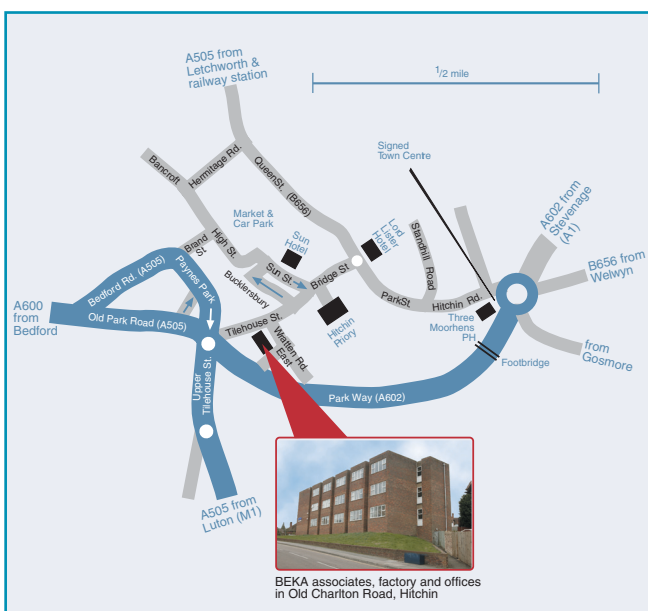 A505 from
Letchworth &
railway station
1/2 mile
Signed
Town Centre
Bancroft
Hermitage Rd.
Queen St. (B656)
A602 from
Stevenage
(A1)
B656 from
Welwyn
from
Gosmore
Market &
Car Park
Sun
Hotel
Lord
Lister
Hotel
Standhill
Road
Brand
St.
High St.
Sun St.
Bridge St
Bucklersbury
Park St
Hitchin Rd.
Three
Moorhens
PH
Footbridge
Hitchin
Priory
Tilehouse St.
Wratten Rd.
East
Bedford Rd. (A505)
Paynes Park
A600
from
Bedford
Old Park Road (A505)
Upper
Tilehouse St.
Park Way (A602)
A505 from
Luton (M1)
BEKA associates, factory and offices
in Old Charlton Road, Hitchin